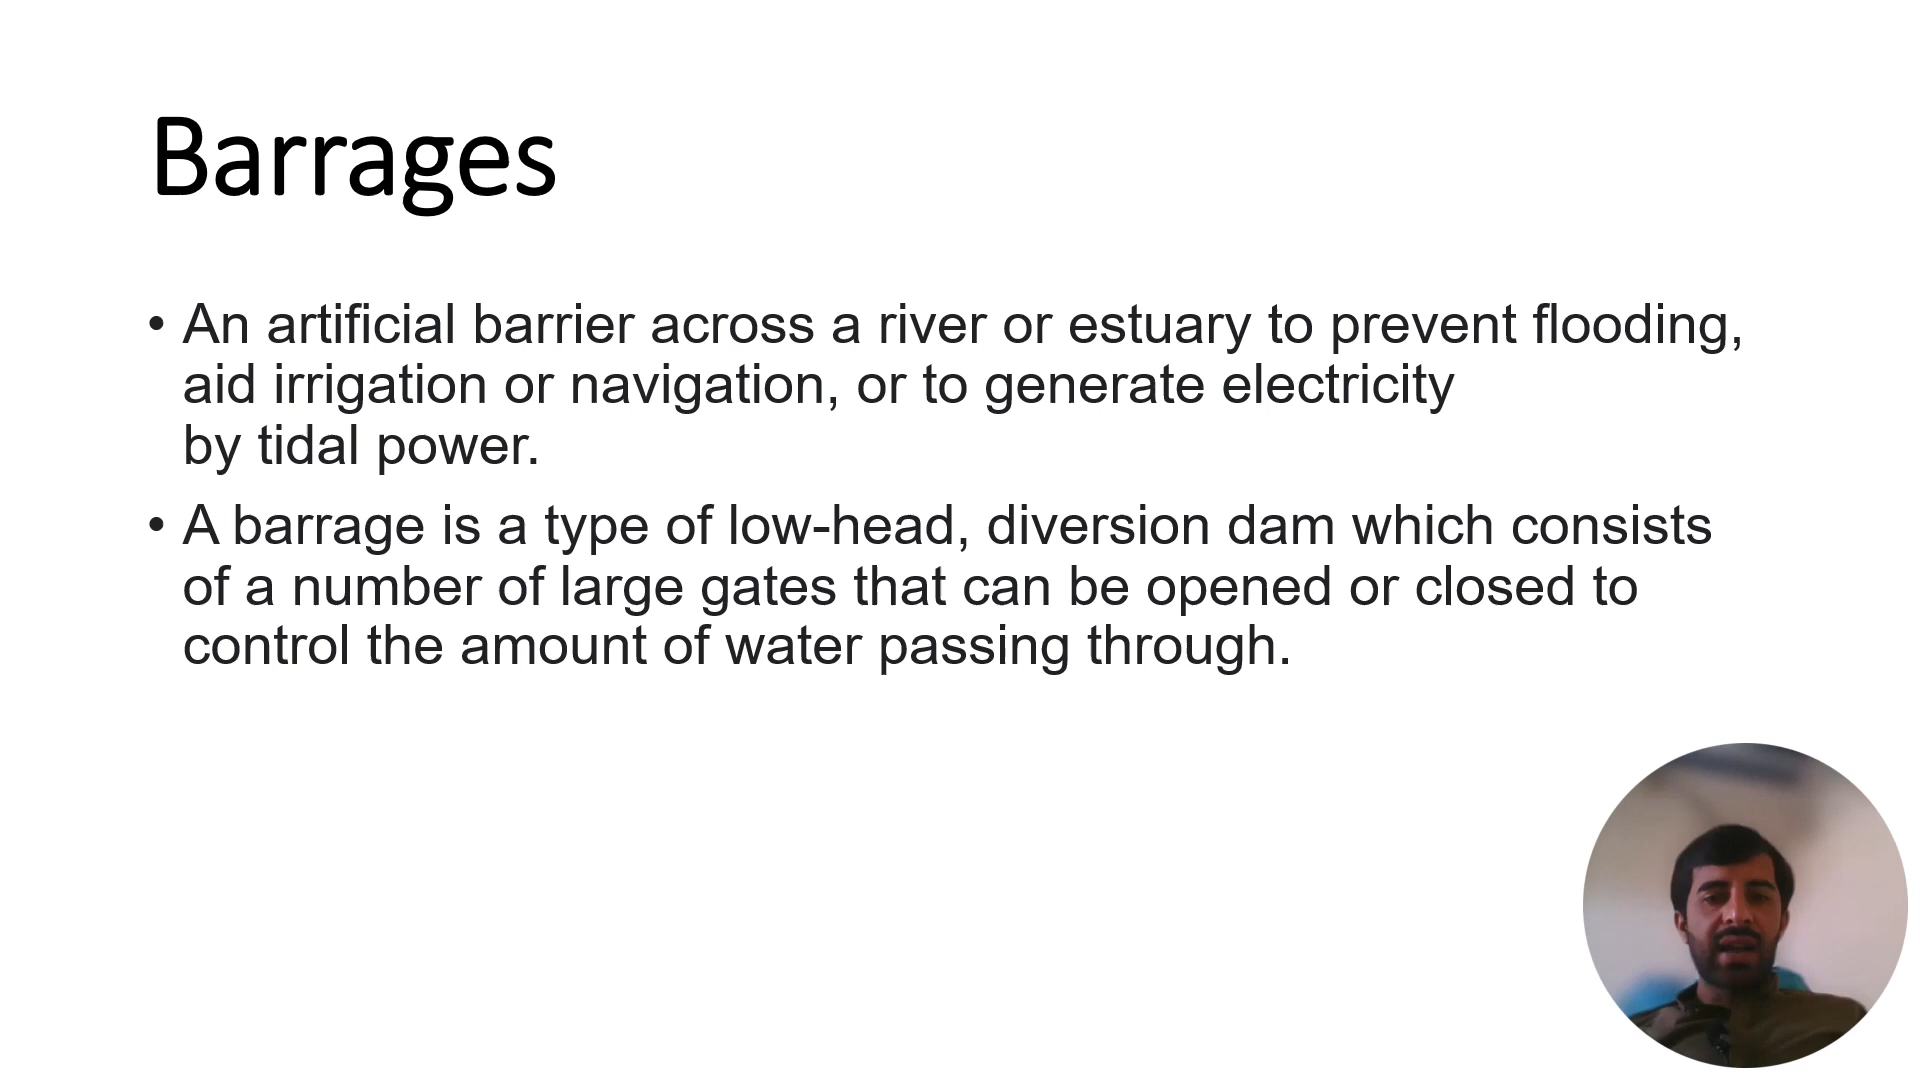 Barrages
• An artificial barrier across a river or estuary to prevent flooding,
aid irrigation or navigation, or to generate electricity
by tidal power.
• A barrage is a type of low-head, diversion dam which consists
of a number of large gates that can be opened or closed to
control the amount of water passing through.